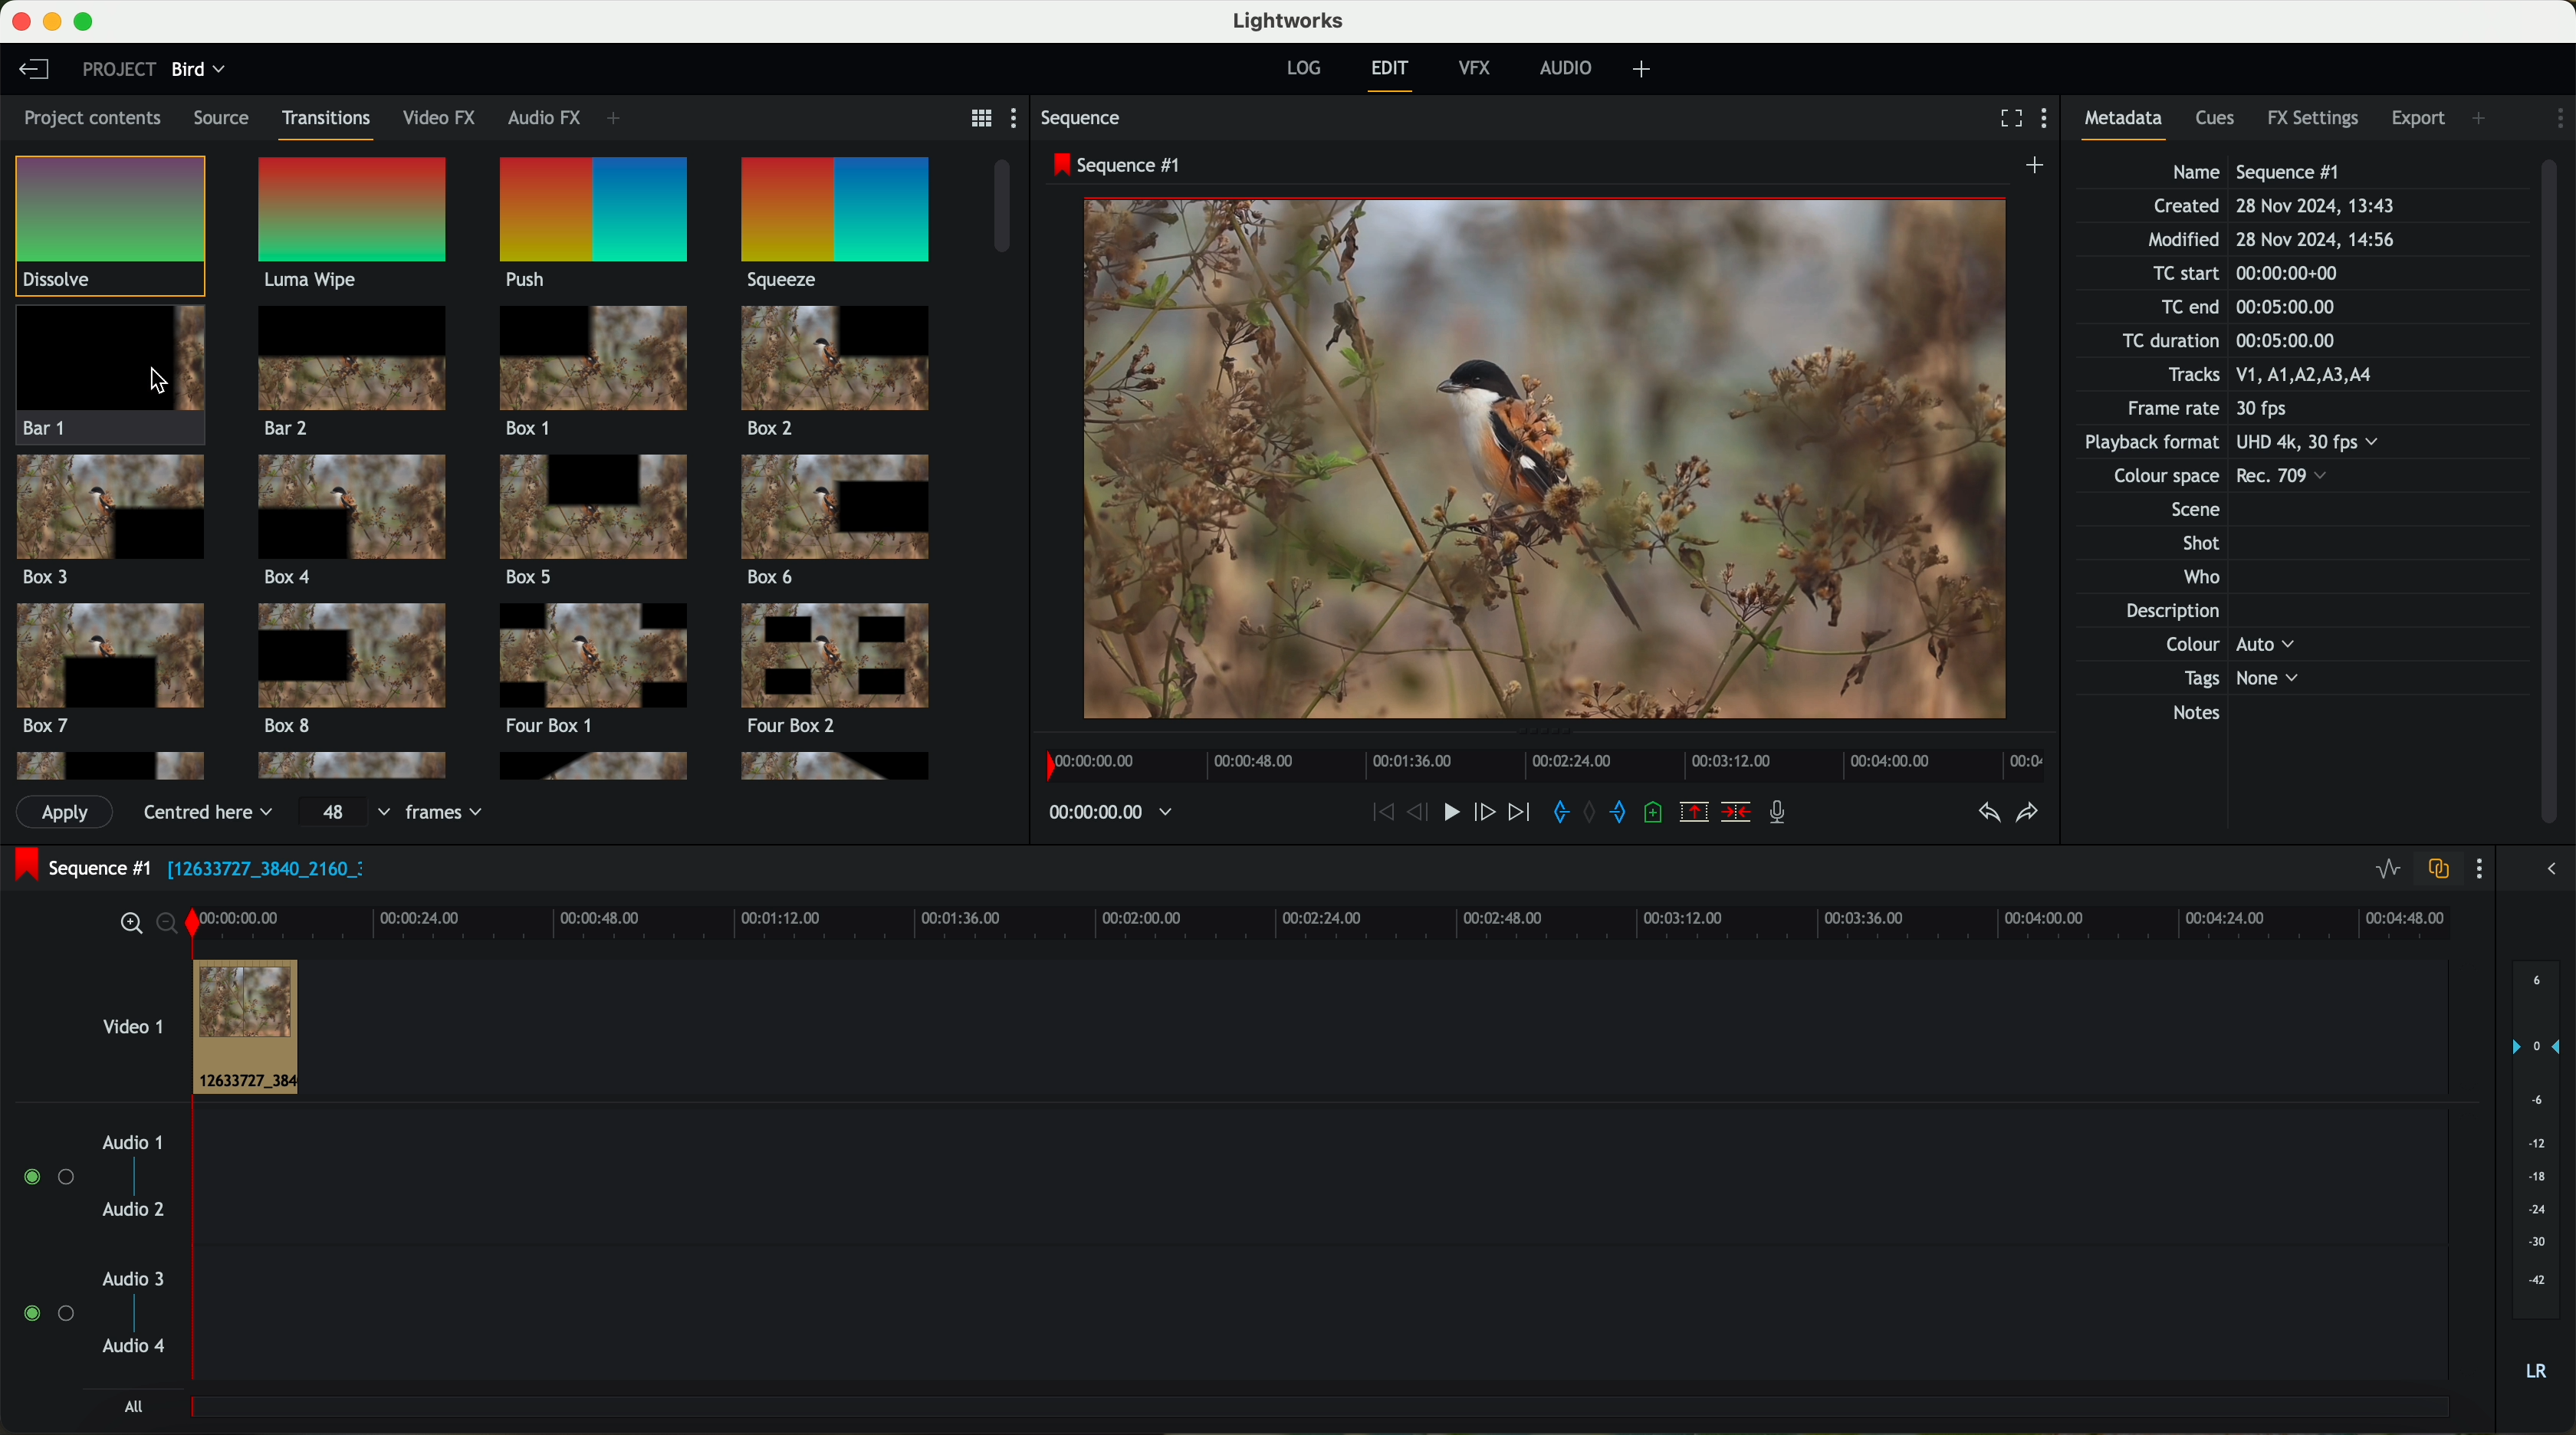 Lightworks
PROJECT Bird
LOG EDIT VFX AUDIO
Project contents Source Transitions Video FX Audio FX
Dissolve Luma Wipe Push Squeeze
Bar 1 Bar 2 Box 1 Box 2
Box 3 Box 4 Box 5 Box 6
Box 7 Box 8 Four Box 1 Four Box 2
Apply Centred here 48 frames
Sequence
Sequence #1
00:00:00.00 00:00:48.00 00:01:36.00 00:02:24.00 00:03:12.00 00:04:00.00 00:04
00:00:00.00
Metadata Cues FX Settings Export
Name Sequence #1
Created 28 Nov 2024, 13:43
Modified 28 Nov 2024, 14:56
TC start 00:00:00+00
TC end 00:05:00.00
TC duration 00:05:00.00
Tracks V1, A1,A2,A3,A4
Frame rate 30 fps
Playback format UHD 4k, 30 fps
Colour space Rec. 709
Scene
Shot
Who
Description
Colour Auto
Tags None
Notes
Sequence #1 [12633727_3840_2160_3
00:00:00.00 00:00:24.00 00:00:48.00 00:01:12.00 00:01:36.00 00:02:00.00 00:02:24.00 00:02:48.00 00:03:12.00 00:03:36.00 00:04:00.00 00:04:24.00 00:04:48.00
Video 1
12633727_384
Audio 1
Audio 2
Audio 3
Audio 4
All
6
0
-6
-12
-18
-24
-30
-42
LR